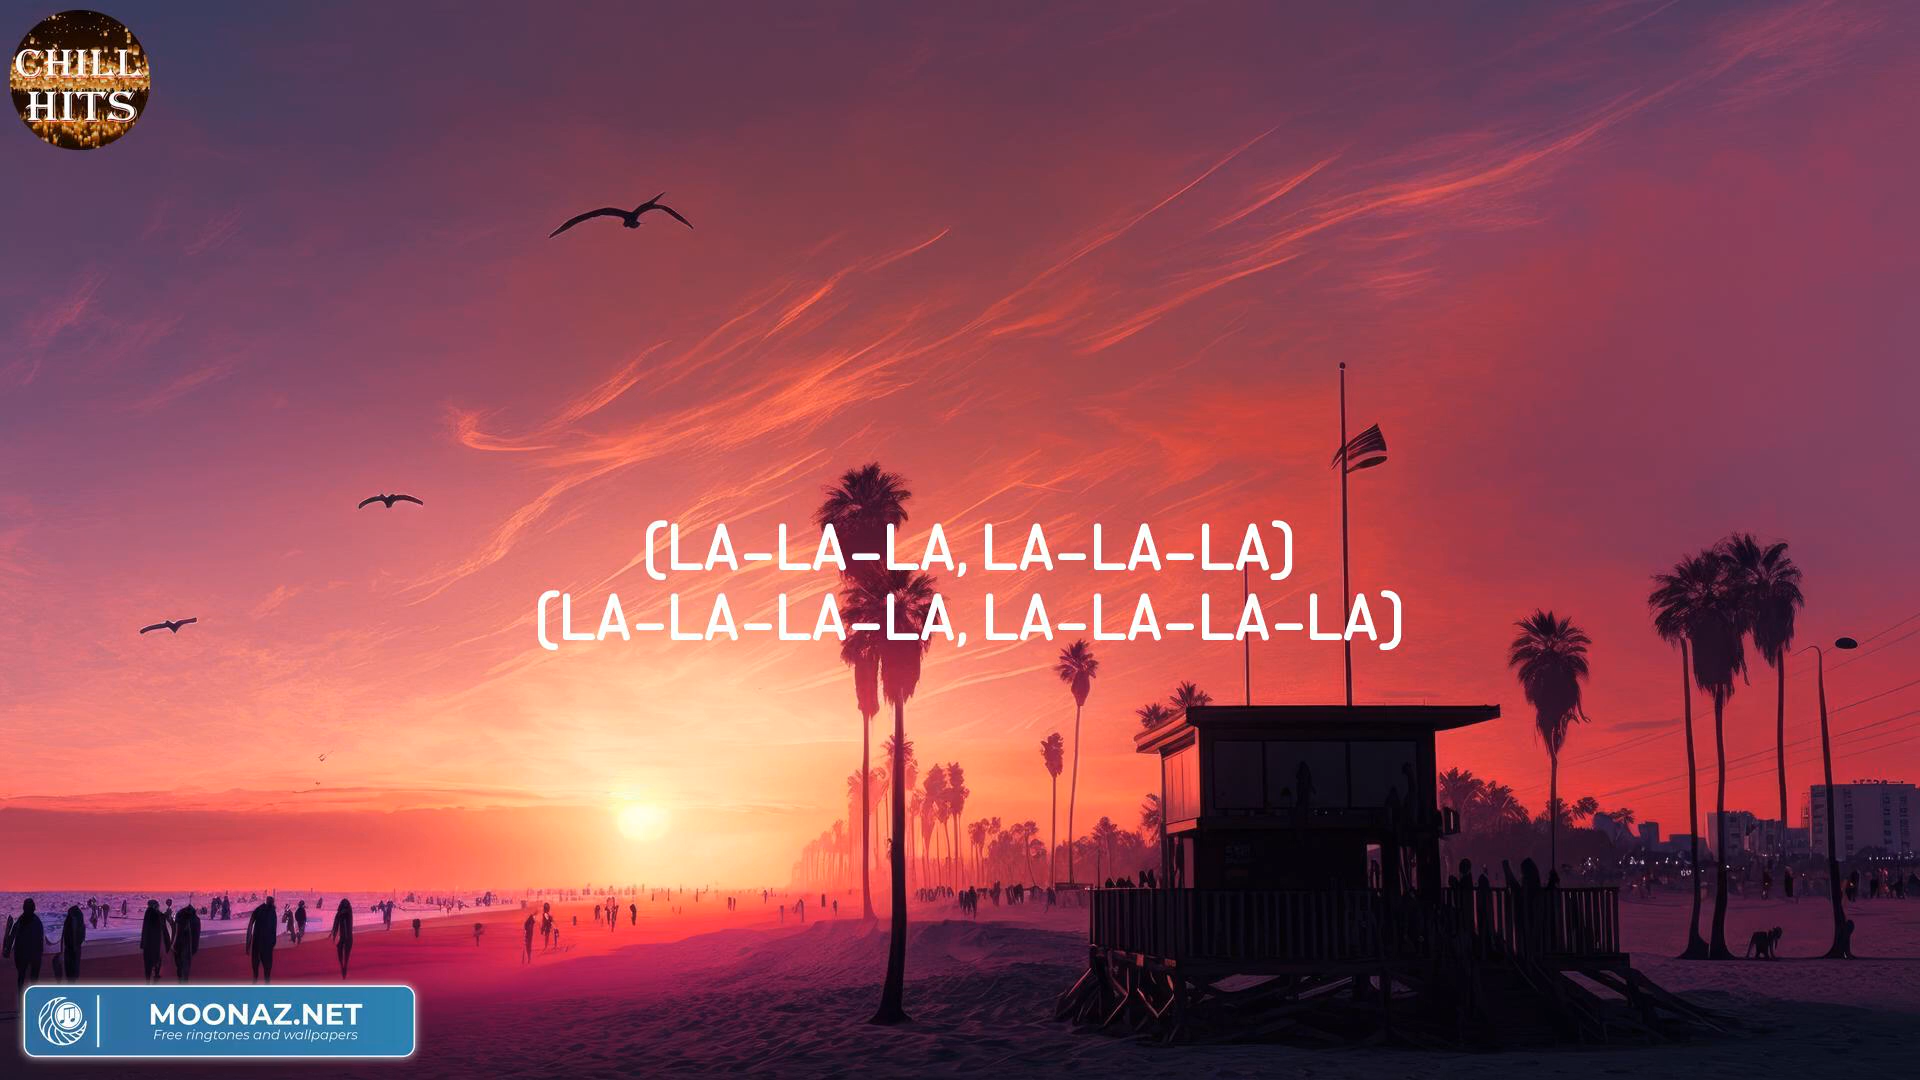 CHILL
HITS
(LA-LA-LA, LA-LA-LA)
(LA-LA-LA-LA, LA-LA-LA-LA)
MOONAZ.NET
Free ringtones and wallpapers